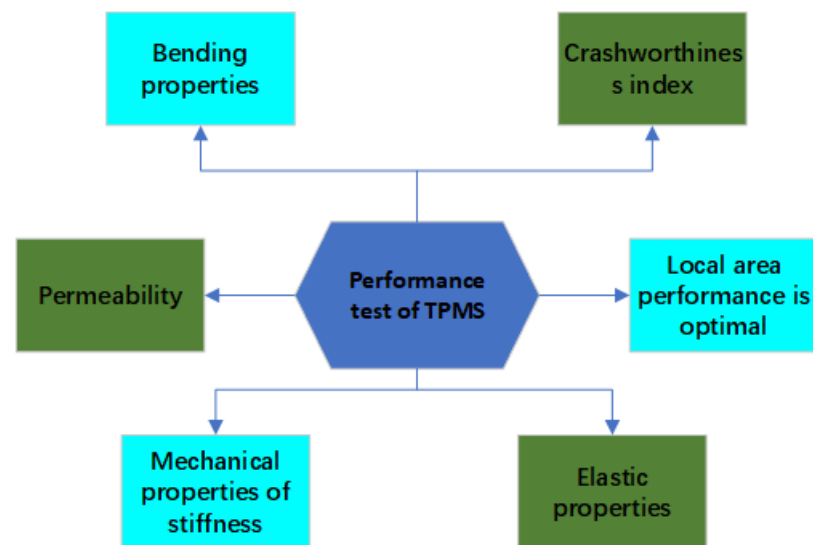 Bending
properties
Crashworthines
s index
Permeability
Performance
test of TPMS
Local area
performance is
optimal
Mechanical
properties of
stiffness
Elastic
properties